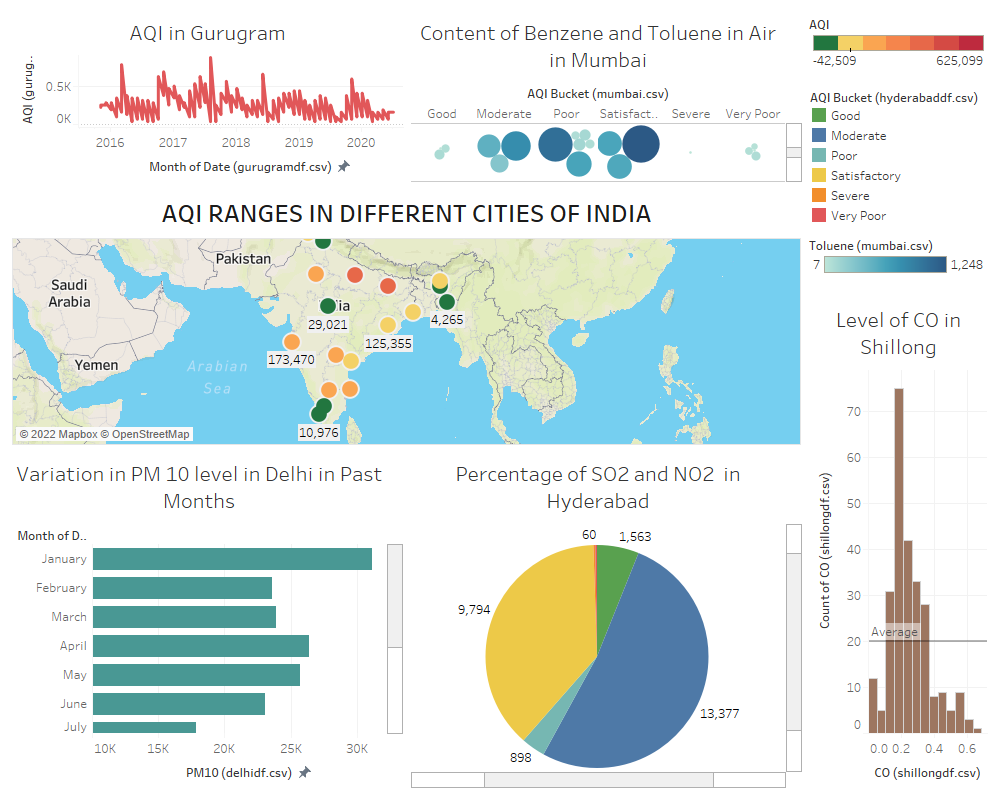 AQI in Gurugram
AQI (gurug..
0.5K
0K
2016 2017 2018 2019 2020
Month of Date (gurugramdf.csv)
Content of Benzene and Toluene in Air
in Mumbai
AQI Bucket (mumbai.csv)
Good Moderate Poor Satisfact.. Severe Very Poor
AQI
-42,509 625,099
AQI Bucket (hyderabaddf.csv)
Good
Moderate
Poor
Satisfactory
Severe
Very Poor
Toluene (mumbai.csv)
7 1,248
AQI RANGES IN DIFFERENT CITIES OF INDIA
Pakistan
Saudi
Arabia
Yemen
Arabian
Sea
ia
29,021
4,265
125,355
173,470
10,976
© 2022 Mapbox © OpenStreetMap
Level of CO in
Shillong
Count of CO (shillongdf.csv)
70
60
50
40
30
20
10
0
Average
0.0 0.2 0.4 0.6
CO (shillongdf.csv)
Variation in PM 10 level in Delhi in Past
Months
Month of D..
January
February
March
April
May
June
July
10K 15K 20K 25K 30K
PM10 (delhidf.csv)
Percentage of SO2 and NO2 in
Hyderabad
60
1,563
9,794
13,377
898